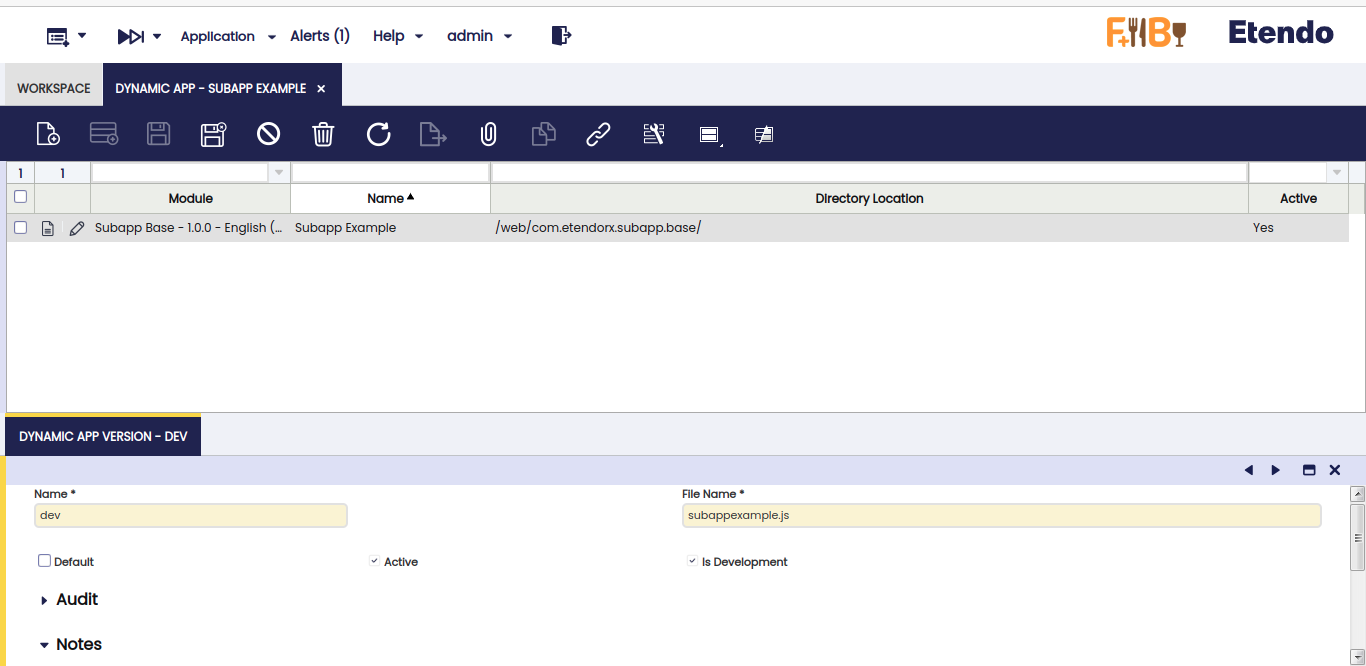 Application Alerts (1) Help admin F&B Etendo
WORKSPACE DYNAMIC APP - SUBAPP EXAMPLE
1 1
Module Name Directory Location Active
Subapp Base - 1.0.0 - English (... Subapp Example /web/com.etendorx.subapp.base/ Yes
DYNAMIC APP VERSION - DEV
Name * File Name *
dev subappexample.js
Default Active Is Development
Audit
Notes